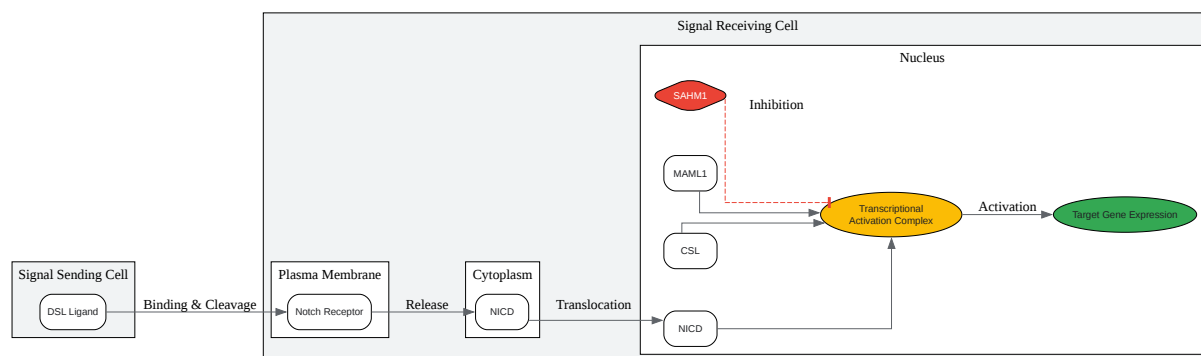 Signal Receiving Cell
Nucleus
SAHM1
Inhibition
MAML1
Transcriptional
Activation Complex
Activation
Target Gene Expression
CSL
Signal Sending Cell
Plasma Membrane
Cytoplasm
DSL Ligand
Binding & Cleavage
Notch Receptor
Release
NICD
Translocation
NICD